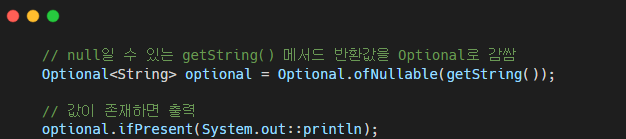 // null일 수 있는 getString() 메서드 반환값을 Optional로 감쌈
Optional<String> optional = Optional.ofNullable(getString());
// 값이 존재하면 출력
optional.ifPresent(System.out::println);